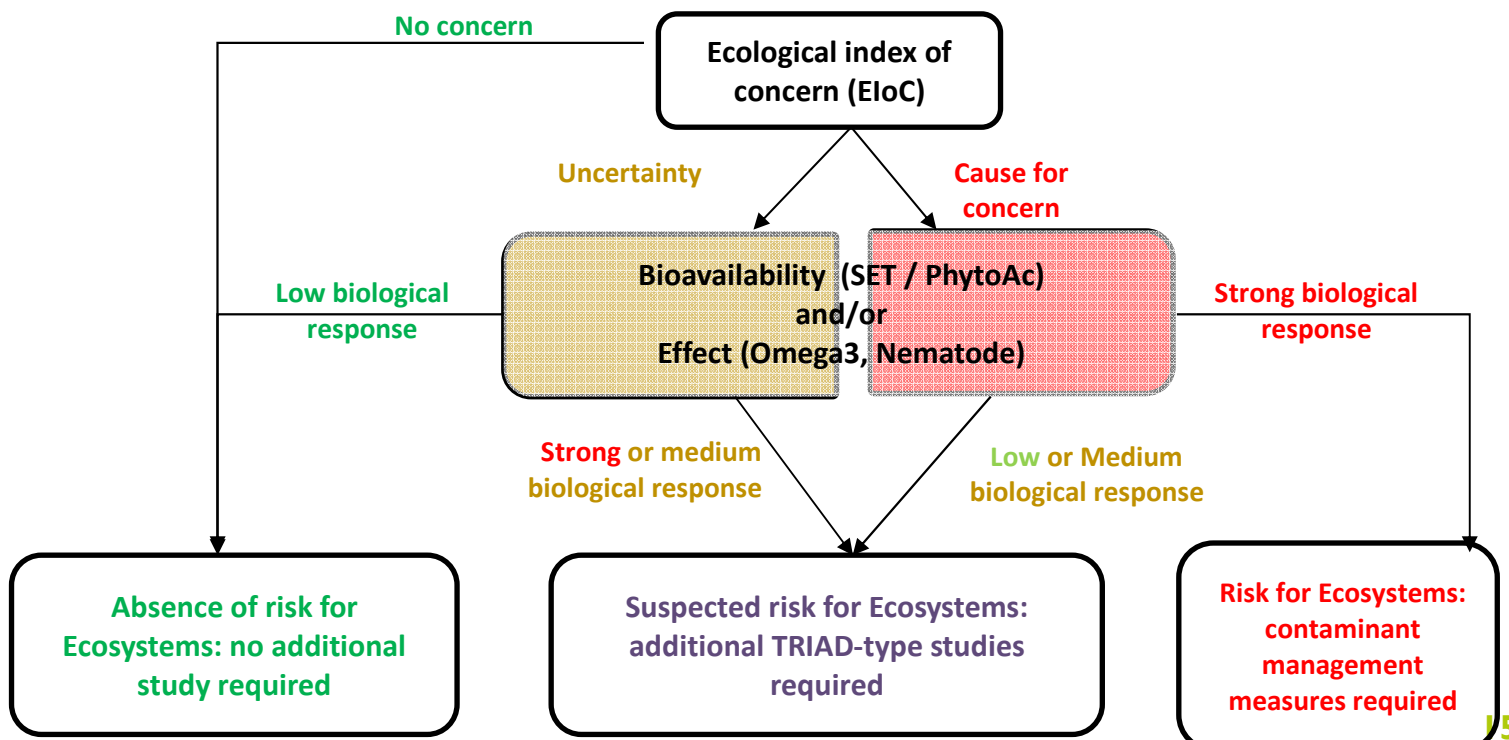 No concern
Ecological index of
concern (EIoC)
Uncertainty
Cause for
concern
Low biological
response
Bioavailability (SET / PhytoAc)
and/or
Effect (Omega3, Nematode)
Strong biological
response
Strong or medium
biological response
Low or Medium
biological response
Absence of risk for
Ecosystems: no additional
study required
Suspected risk for Ecosystems:
additional TRIAD-type studies
required
Risk for Ecosystems:
contaminant
management
measures required